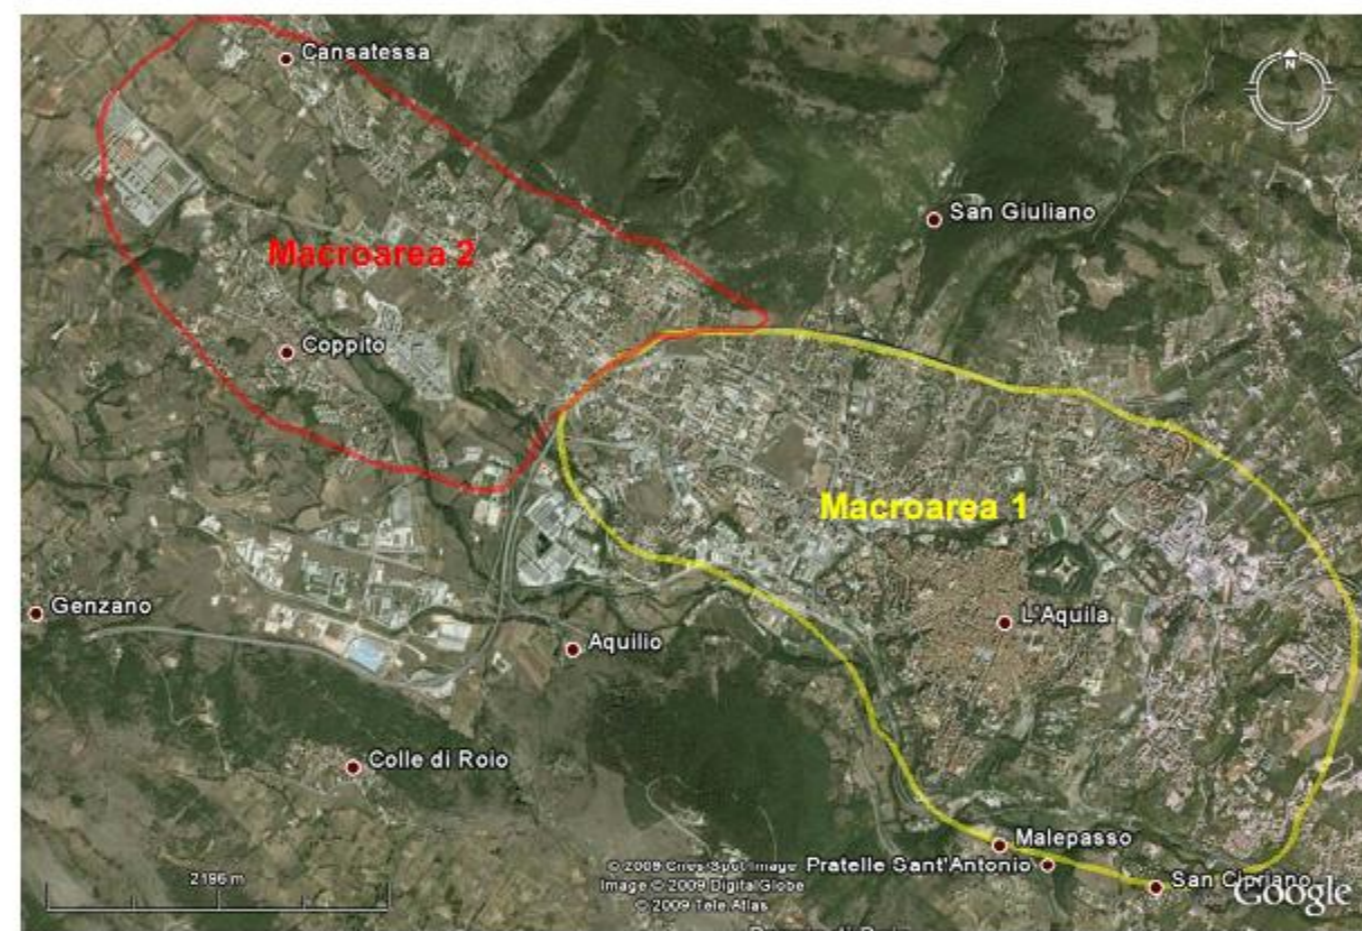 Cansatessa
N
San Giuliano
Macroarea 2
Coppito
Macroarea 1
Genzano
L'Aquila
Aquilio
Colle di Roio
Malepasso
Pratelle Sant'Antonio
San Cipriano
2196 m
© 2009 Cnes/Spot Image
Image © 2009 DigitalGlobe
© 2009 Tele Atlas
Google